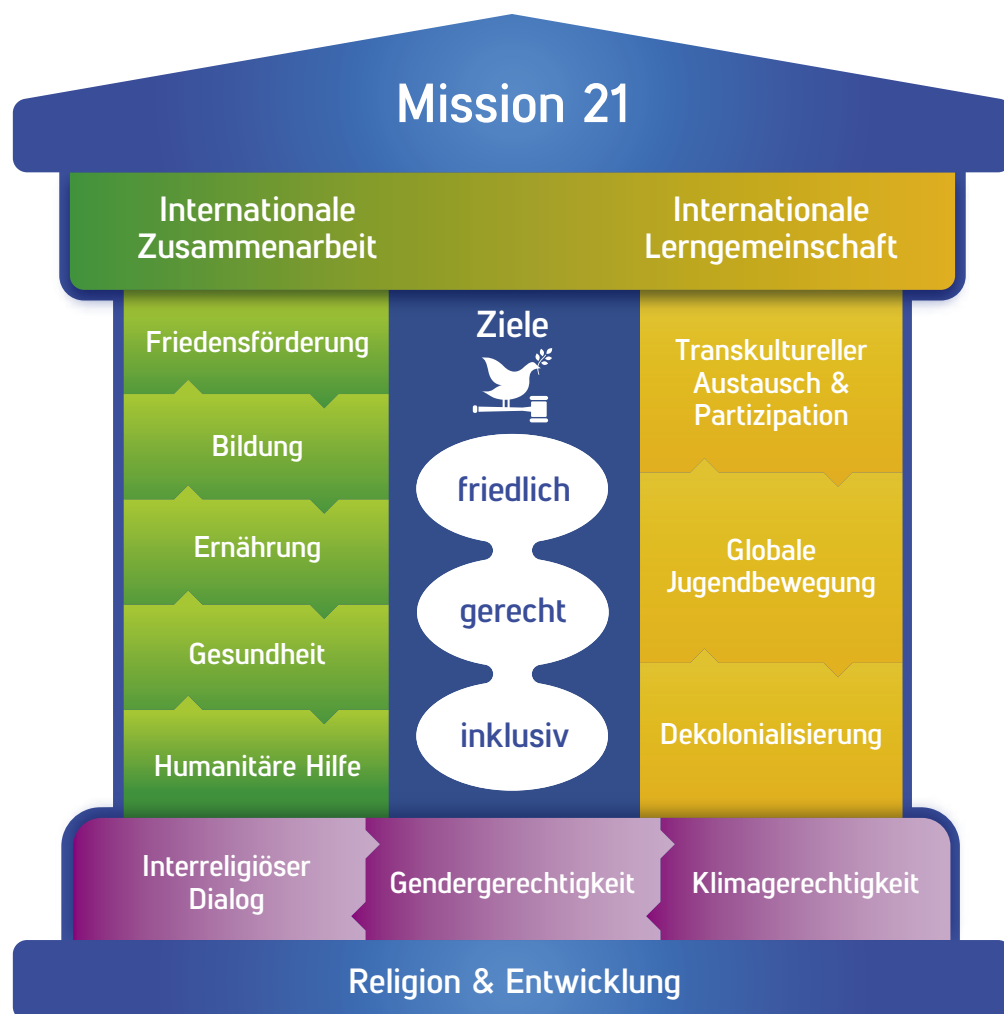 Mission 21
Internationale
Zusammenarbeit
Internationale
Lerngemeinschaft
Friedensförderung
Bildung
Ernährung
Gesundheit
Humanitäre Hilfe
Ziele
friedlich
gerecht
inklusiv
Transkultureller
Austausch &
Partizipation
Globale
Jugendbewegung
Dekolonialisierung
Interreligiöser
Dialog
Gendergerechtigkeit
Klimagerechtigkeit
Religion & Entwicklung